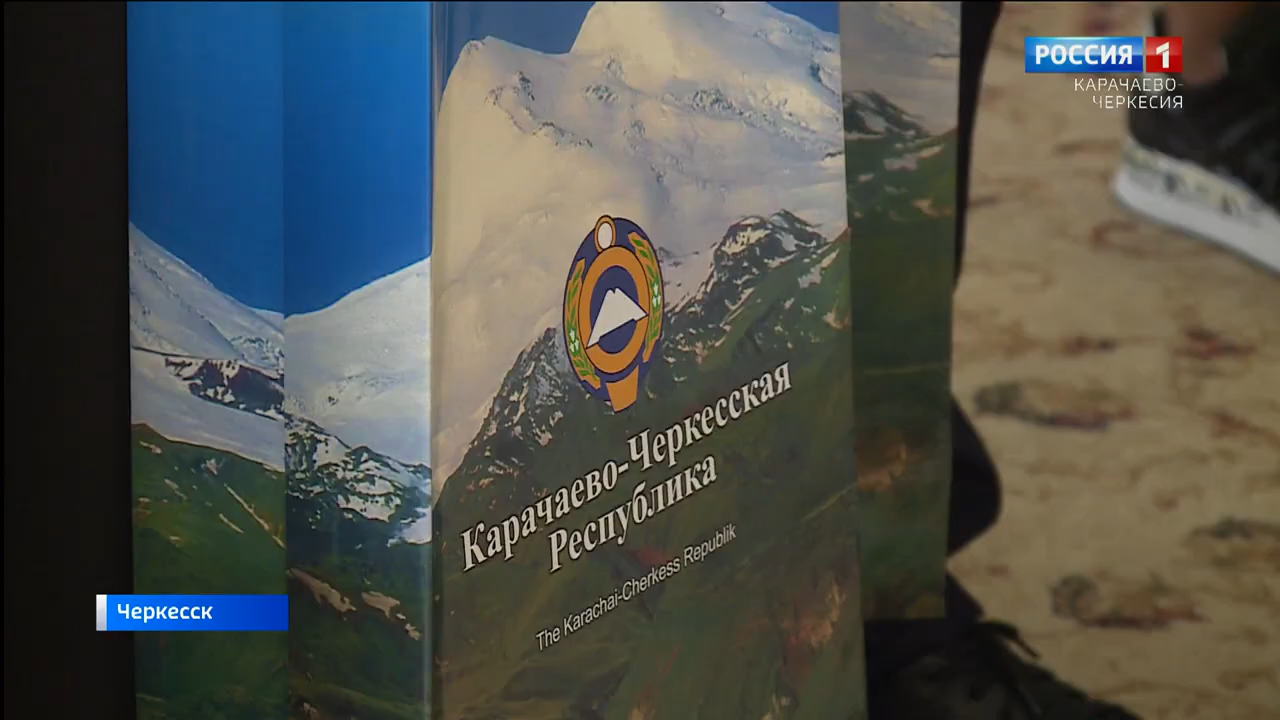 РОССИЯ 1
КАРАЧАЕВО-
ЧЕРКЕСИЯ
Карачаево-Черкесская
Республика
The Karachai-Cherkess Republik
Черкесск